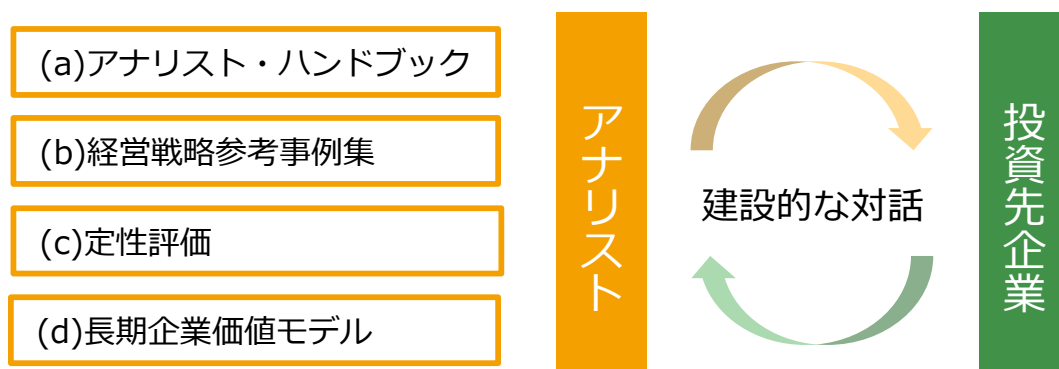 (a)アナリスト・ハンドブック
(b)経営戦略参考事例集
(c)定性評価
(d)長期企業価値モデル
アナリスト
建設的な対話
投資先企業